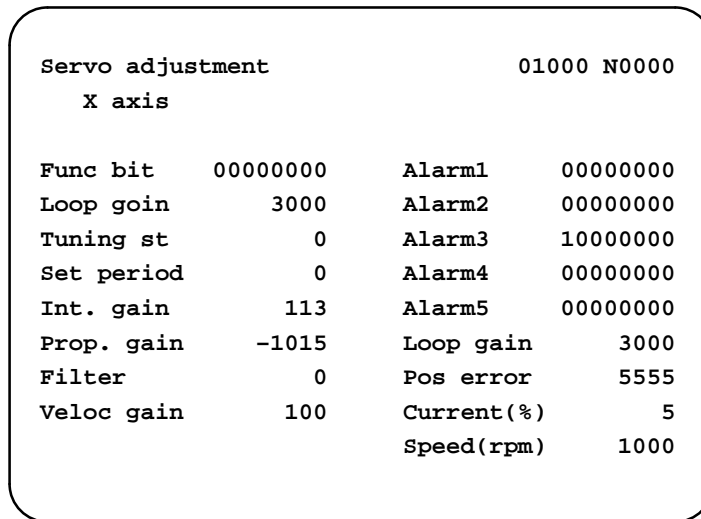 Servo adjustment 01000 N0000
X axis
Func bit 00000000 Alarm1 00000000
Loop goin 3000 Alarm2 00000000
Tuning st 0 Alarm3 10000000
Set period 0 Alarm4 00000000
Int. gain 113 Alarm5 00000000
Prop. gain −1015 Loop gain 3000
Filter 0 Pos error 5555
Veloc gain 100 Current(%) 5
Speed(rpm) 1000